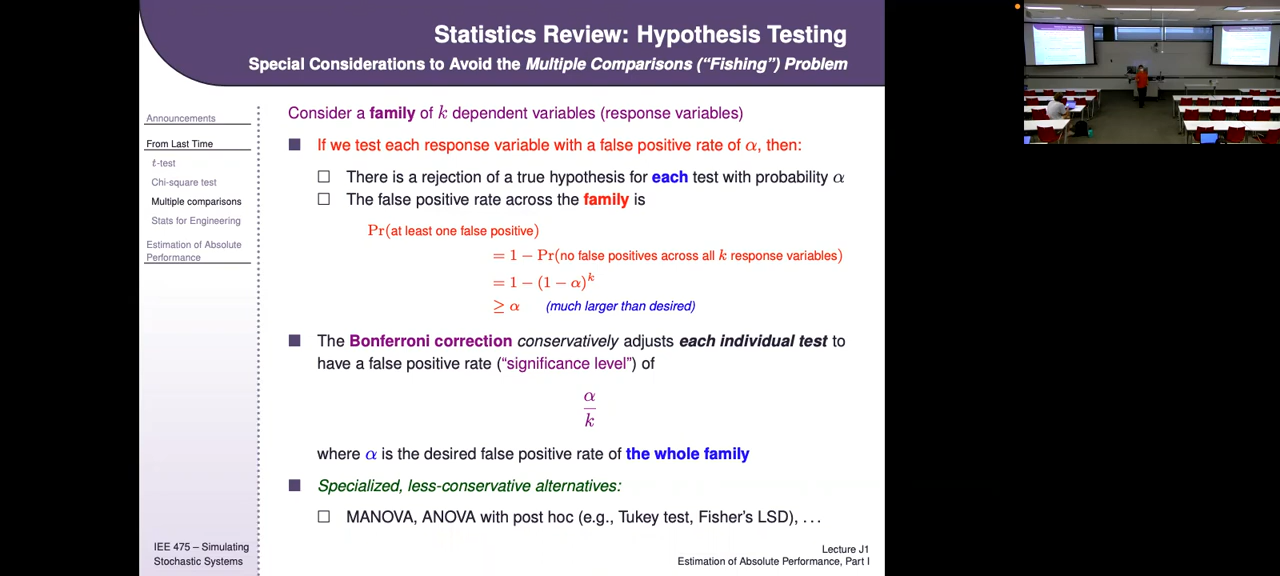 Statistics Review: Hypothesis Testing
Special Considerations to Avoid the Multiple Comparisons (“Fishing”) Problem
Announcements
From Last Time
t-test
Chi-square test
Multiple comparisons
Stats for Engineering
Estimation of Absolute
Performance
Consider a family of k dependent variables (response variables)
If we test each response variable with a false positive rate of α, then:
There is a rejection of a true hypothesis for each test with probability α
The false positive rate across the family is
Pr(at least one false positive)
= 1 − Pr(no false positives across all k response variables)
= 1 − (1 − α)^k
≥ α (much larger than desired)
The Bonferroni correction conservatively adjusts each individual test to
have a false positive rate (“significance level”) of
α
k
where α is the desired false positive rate of the whole family
Specialized, less-conservative alternatives:
MANOVA, ANOVA with post hoc (e.g., Tukey test, Fisher's LSD), ...
IEE 475 – Simulating
Stochastic Systems
Lecture J1
Estimation of Absolute Performance, Part I